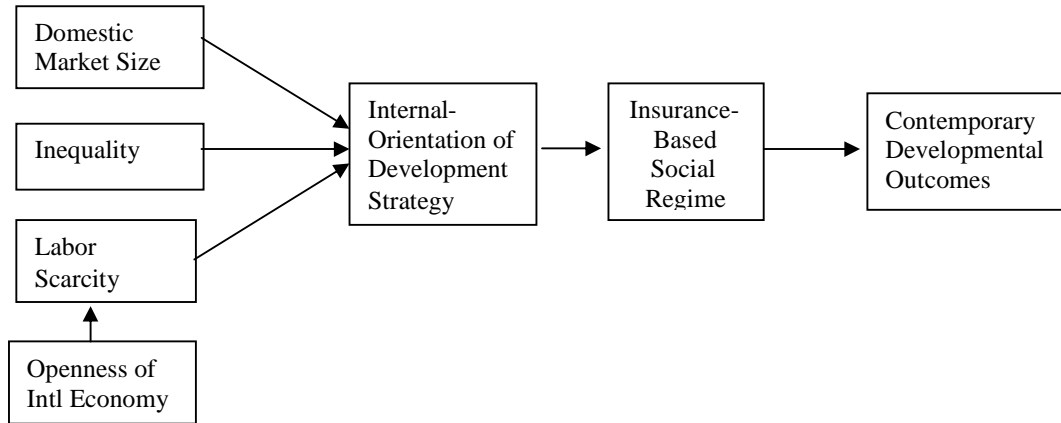 Domestic
Market Size
Inequality
Labor
Scarcity
Openness of
Intl Economy
Internal-
Orientation of
Development
Strategy
Insurance-
Based
Social
Regime
Contemporary
Developmental
Outcomes